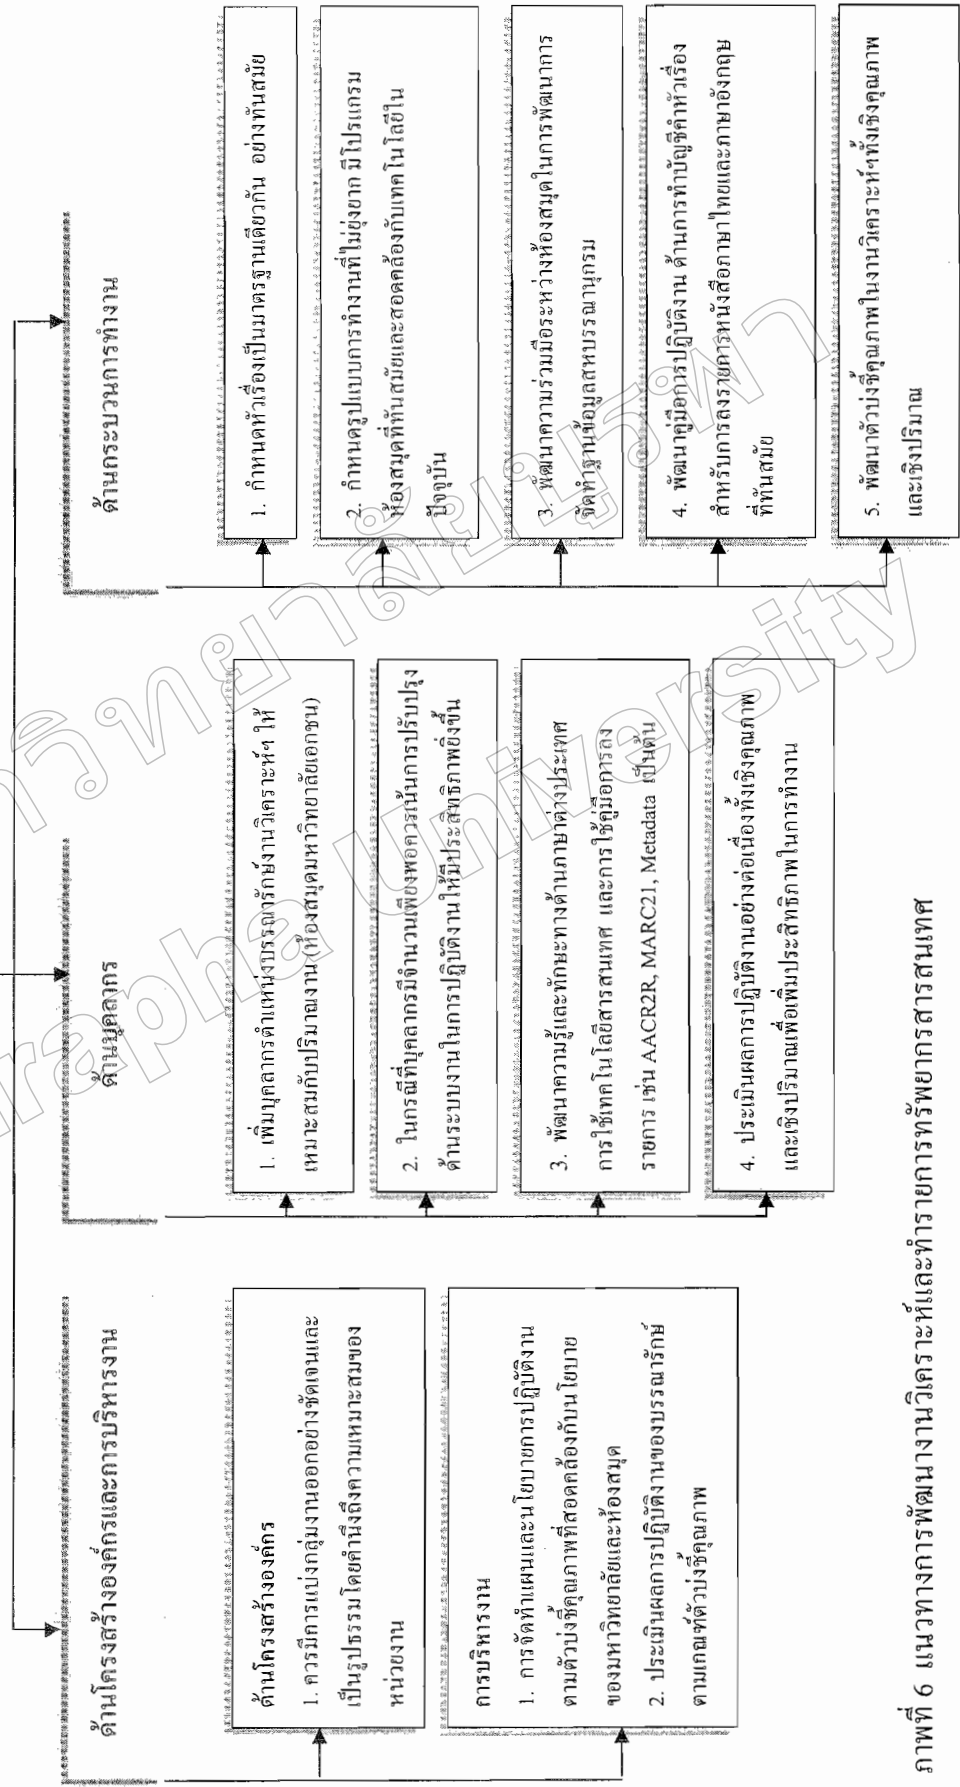 ด้านโครงสร้างองค์กรและการบริหารงาน
ด้านโครงสร้างองค์กร
1. ควรมีการแบ่งกลุ่มงานออกอย่างชัดเจนและ
เป็นรูปธรรมโดยคำนึงถึงความเหมาะสมของ
หน่วยงาน
การบริหารงาน
1. การจัดทำแผนและนโยบายการปฏิบัติงาน
ตามตัวบ่งชี้คุณภาพที่สอดคล้องกับนโยบาย
ของมหาวิทยาลัยและห้องสมุด
2. ประเมินผลการปฏิบัติงานของบรรณารักษ์
ตามเกณฑ์ตัวบ่งชี้คุณภาพ
ด้านบุคลากร
1. เพิ่มบุคลากรตำแหน่งบรรณารักษ์งานวิเคราะห์ฯ ให้
เหมาะสมกับปริมาณงาน (ห้องสมุดมหาวิทยาลัยเอกชน)
2. ในกรณีที่บุคลากรมีจำนวนเพียงพอควรเน้นการปรับปรุง
ด้านระบบงานในการปฏิบัติงานให้มีประสิทธิภาพยิ่งขึ้น
3. พัฒนาความรู้และทักษะทางด้านภาษาต่างประเทศ
การใช้เทคโนโลยีสารสนเทศ และการใช้คู่มือการลง
รายการ เช่น AACR2R, MARC21, Metadata เป็นต้น
4. ประเมินผลการปฏิบัติงานอย่างต่อเนื่องทั้งเชิงคุณภาพ
และเชิงปริมาณเพื่อเพิ่มประสิทธิภาพในการทำงาน
ด้านกระบวนการทำงาน
1. กำหนดหัวเรื่องเป็นมาตรฐานเดียวกัน อย่างทันสมัย
2. กำหนดรูปแบบการทำงานที่ไม่ยุ่งยาก มีโปรแกรม
ห้องสมุดที่ทันสมัยและสอดคล้องกับเทคโนโลยีใน
ปัจจุบัน
3. พัฒนาความร่วมมือระหว่างห้องสมุดในการพัฒนาการ
จัดทำฐานข้อมูลสหบรรณานุกรม
4. พัฒนาคู่มือการปฏิบัติงาน ด้านการทำบัญชีคำหัวเรื่อง
สำหรับการลงรายการหนังสือภาษาไทยและภาษาอังกฤษ
ที่ทันสมัย
5. พัฒนาตัวบ่งชี้คุณภาพในงานวิเคราะห์ฯทั้งเชิงคุณภาพ
และเชิงปริมาณ
ภาพที่ 6 แนวทางการพัฒนางานวิเคราะห์และทำรายการทรัพยากรสารสนเทศ
วิทยาลัยบูรพา
rapha University